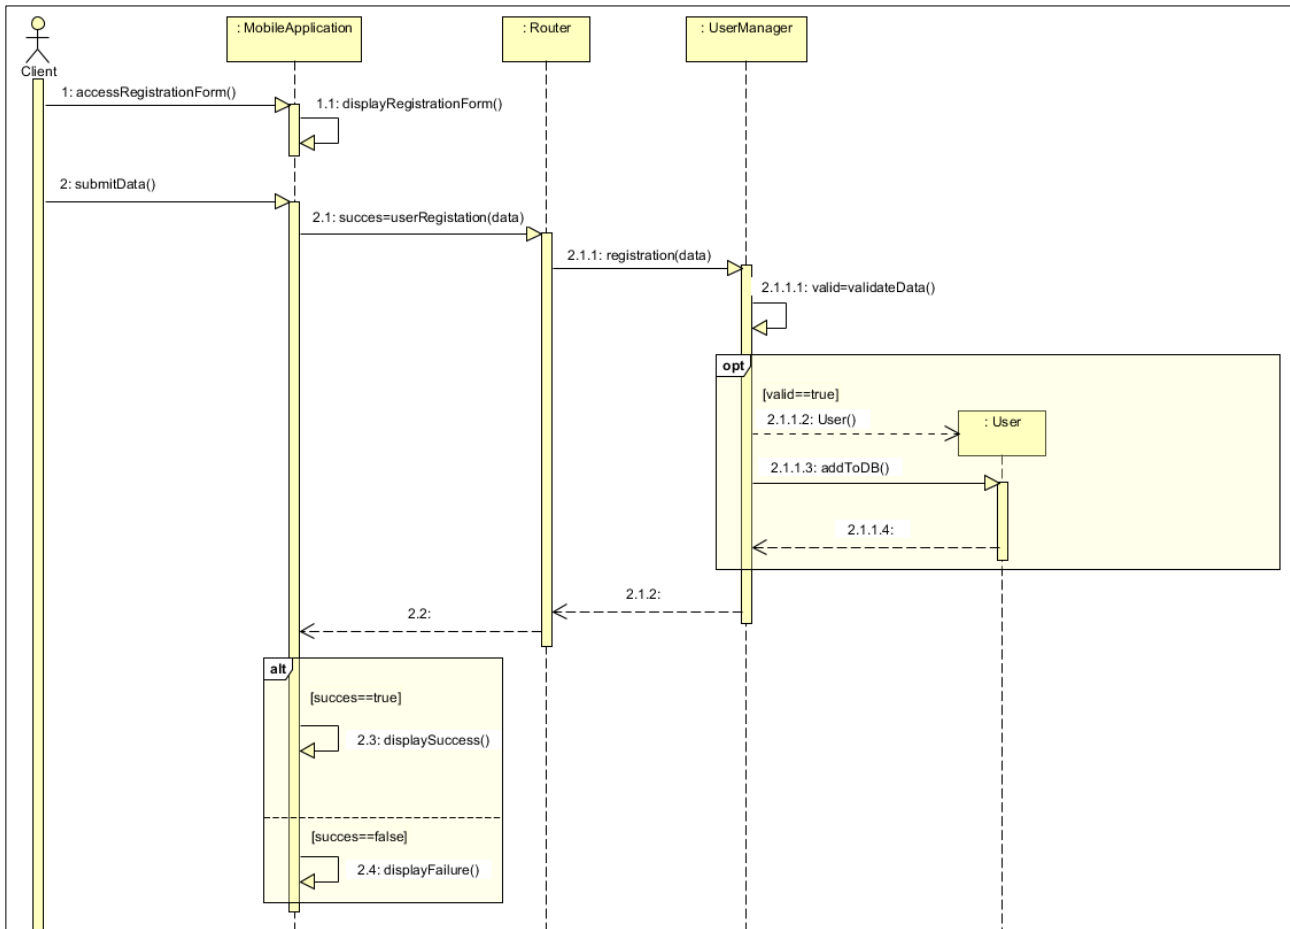 : MobileApplication
: Router
: UserManager
Client
1: accessRegistrationForm()
1.1: displayRegistrationForm()
2: submitData()
2.1: succes=userRegistation(data)
2.1.1: registration(data)
2.1.1.1: valid=validateData()
opt
[valid==true]
2.1.1.2: User()
: User
2.1.1.3: addToDB()
2.1.1.4:
2.1.2:
2.2:
alt
[succes==true]
2.3: displaySuccess()
[succes==false]
2.4: displayFailure()